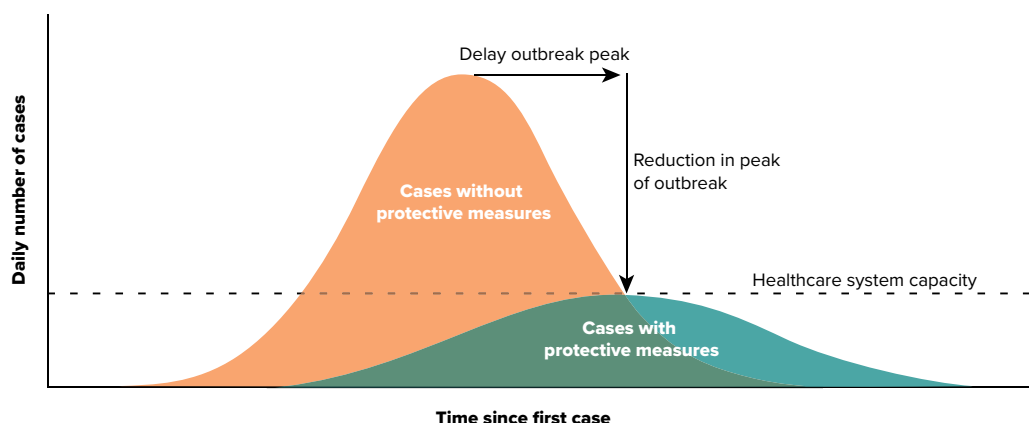 Delay outbreak peak
Daily number of cases
Reduction in peak
of outbreak
Cases without
protective measures
Healthcare system capacity
Cases with
protective measures
Time since first case